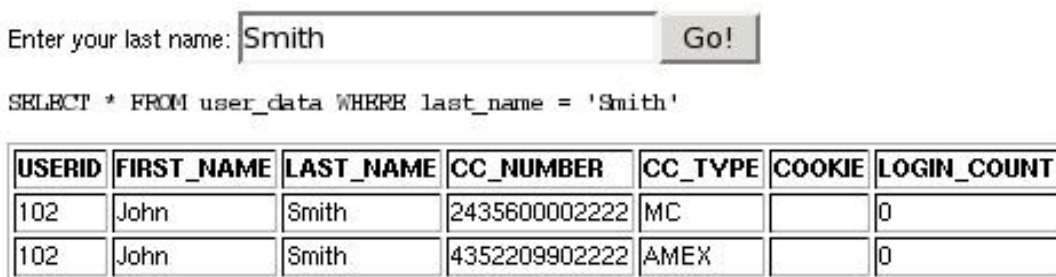 Enter your last name: Smith Go!
SELECT * FROM user_data WHERE last_name = 'Smith'
USERID FIRST_NAME LAST_NAME CC_NUMBER CC_TYPE COOKIE LOGIN_COUNT
102 John Smith 2435600002222 MC 0
102 John Smith 4352209902222 AMEX 0